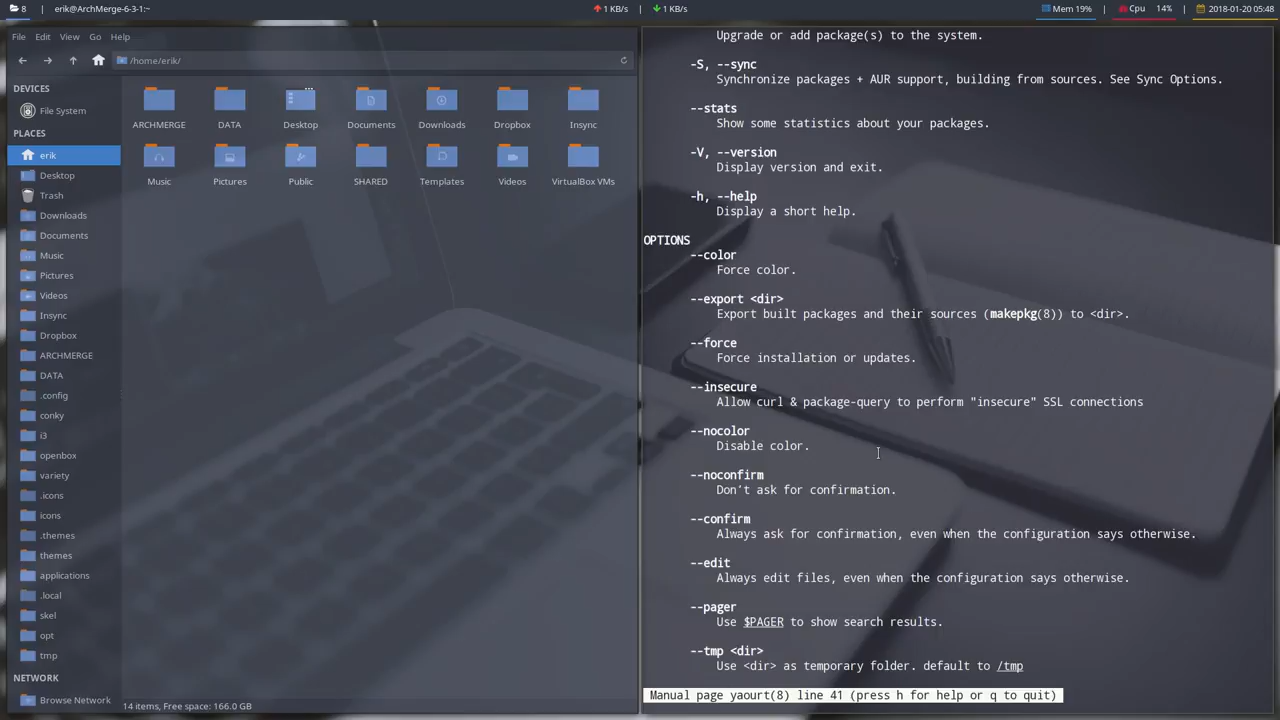 8 erik@ArchMerge-6-3-1:~ 1 KB/s 1 KB/s Mem 19% Cpu 14% 2018-01-20 05:48
File Edit View Go Help
/home/erik/
DEVICES
File System
PLACES
erik
Desktop
Trash
Downloads
Documents
Music
Pictures
Videos
Insync
Dropbox
ARCHMERGE
DATA
.config
conky
i3
openbox
variety
.icons
icons
.themes
themes
applications
.local
skel
opt
tmp
NETWORK
Browse Network
ARCHMERGE DATA Desktop Documents Downloads Dropbox Insync
Music Pictures Public SHARED Templates Videos VirtualBox VMs
14 items, Free space: 166.0 GB
Upgrade or add package(s) to the system.
-S, --sync
Synchronize packages + AUR support, building from sources. See Sync Options.
--stats
Show some statistics about your packages.
-V, --version
Display version and exit.
-h, --help
Display a short help.
OPTIONS
--color
Force color.
--export <dir>
Export built packages and their sources (makepkg(8)) to <dir>.
--force
Force installation or updates.
--insecure
Allow curl & package-query to perform "insecure" SSL connections
--nocolor
Disable color.
--noconfirm
Don't ask for confirmation.
--confirm
Always ask for confirmation, even when the configuration says otherwise.
--edit
Always edit files, even when the configuration says otherwise.
--pager
Use $PAGER to show search results.
--tmp <dir>
Use <dir> as temporary folder. default to /tmp
Manual page yaourt(8) line 41 (press h for help or q to quit)